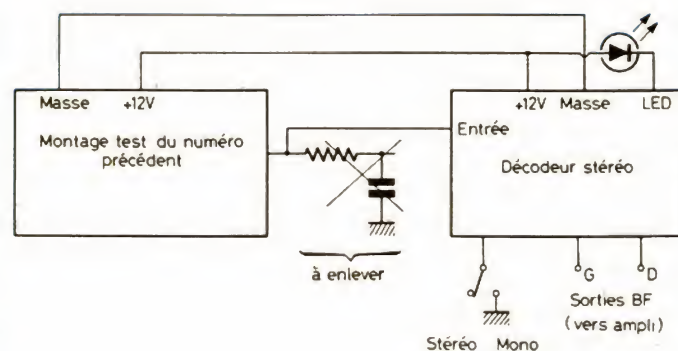 Masse +12V
Montage test du numéro
précédent
+12V Masse LED
Entrée
Décodeur stéréo
à enlever
G D
Sorties BF
(vers ampli)
Stéréo Mono